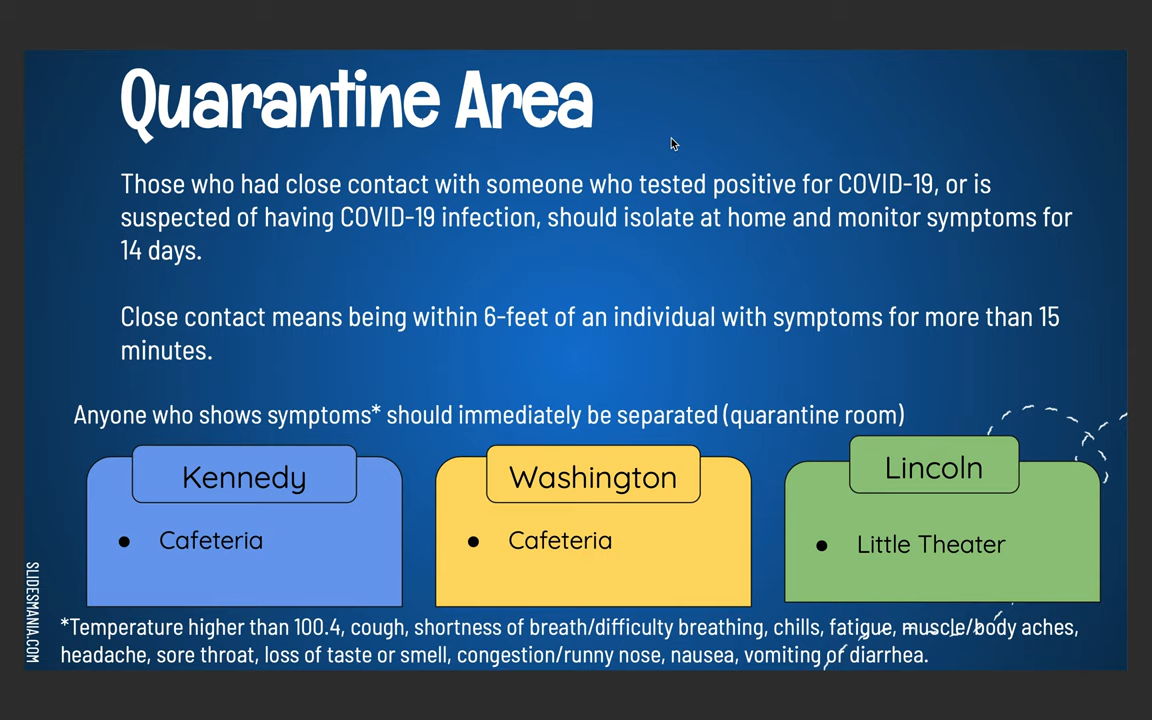 Quarantine Area
Those who had close contact with someone who tested positive for COVID-19, or is
suspected of having COVID-19 infection, should isolate at home and monitor symptoms for
14 days.
Close contact means being within 6-feet of an individual with symptoms for more than 15
minutes.
Anyone who shows symptoms* should immediately be separated (quarantine room)
Kennedy
● Cafeteria
Washington
● Cafeteria
Lincoln
● Little Theater
*Temperature higher than 100.4, cough, shortness of breath/difficulty breathing, chills, fatigue, muscle/body aches,
headache, sore throat, loss of taste or smell, congestion/runny nose, nausea, vomiting or diarrhea.
SLIDESMANIA.COM